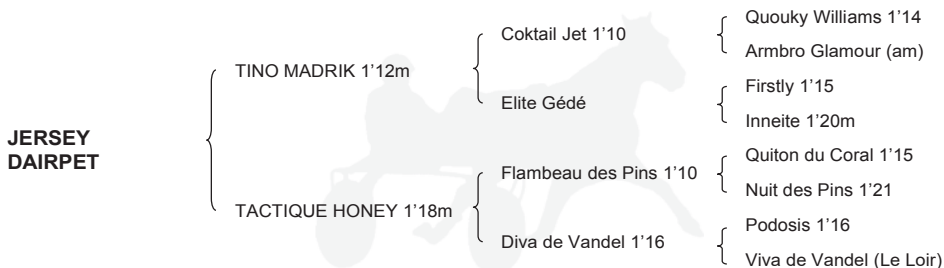 Quouky Williams 1’14
Coktail Jet 1’10
Armbro Glamour (am)
TINO MADRIK 1’12m
Firstly 1’15
Elite Gédé
Inneite 1’20m
JERSEY
DAIRPET
Quiton du Coral 1’15
Flambeau des Pins 1’10
Nuit des Pins 1’21
TACTIQUE HONEY 1’18m
Podosis 1’16
Diva de Vandel 1’16
Viva de Vandel (Le Loir)